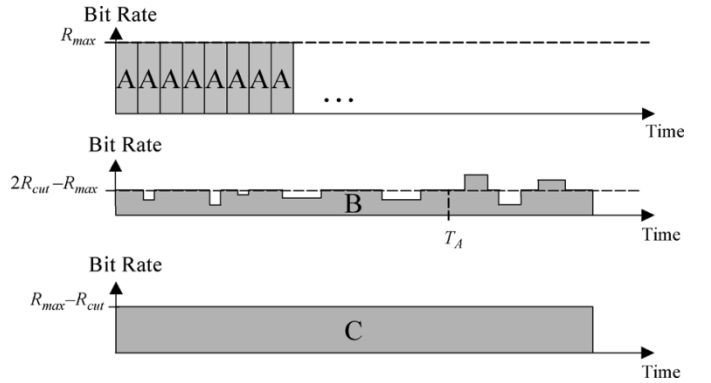 Bit Rate
R_max
A A A A A A A A
...
Time
Bit Rate
2R_cut–R_max
B
T_A
Time
Bit Rate
R_max–R_cut
C
Time